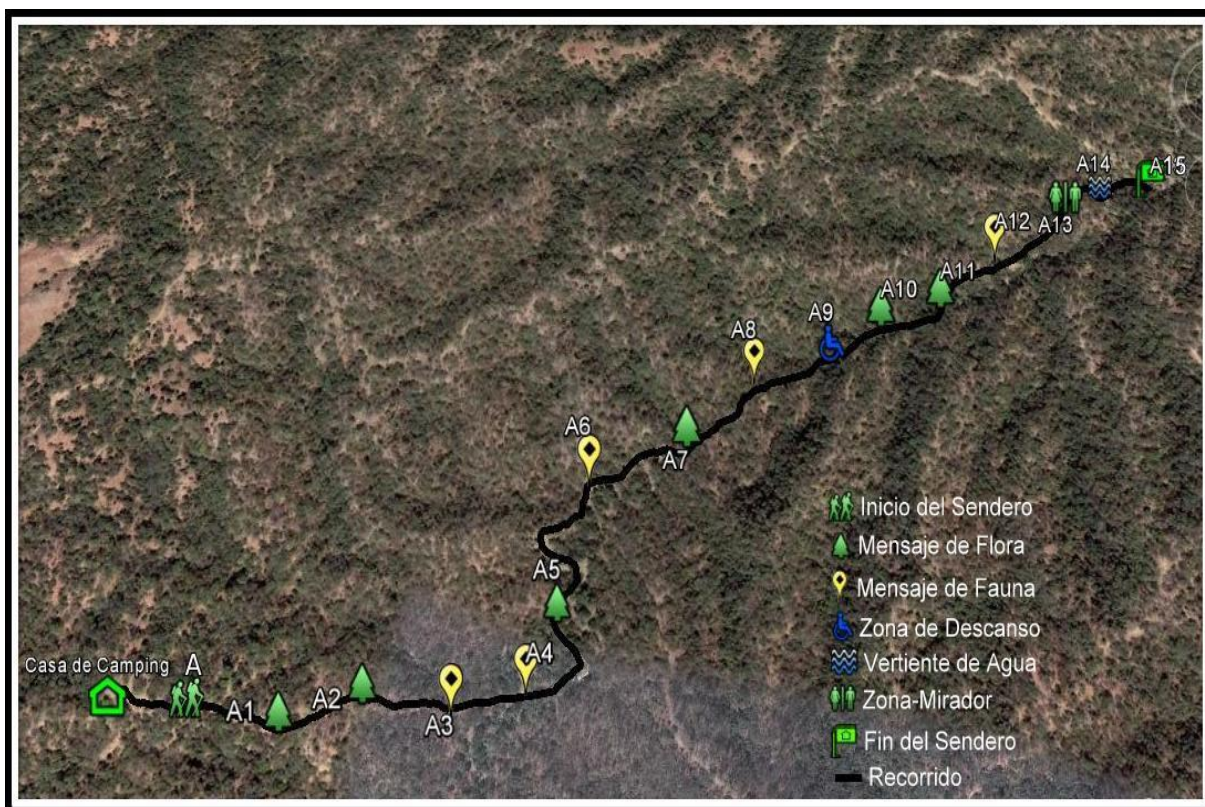 A14
A15
A12
A13
A11
A10
A9
A8
A6
A7
Inicio del Sendero
Mensaje de Flora
A5
Mensaje de Fauna
Zona de Descanso
A4
Casa de Camping
A
Vertiente de Agua
A1
A2
A3
Zona-Mirador
Fin del Sendero
Recorrido